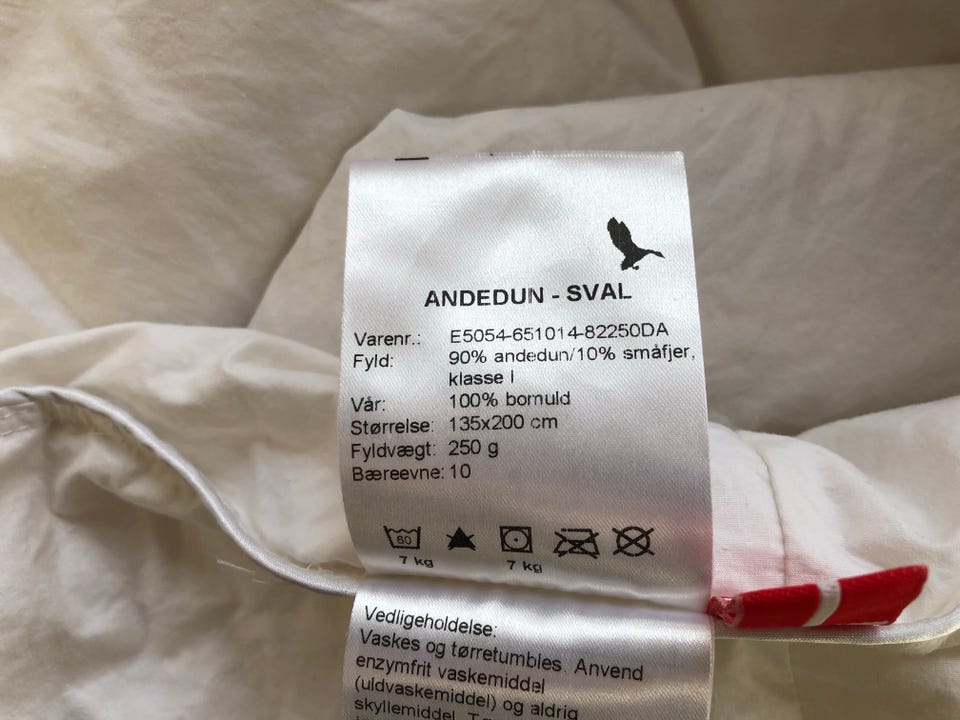 ANDEDUN - SVAL
Varenr.: E5054-651014-82250DA
Fyld: 90% andedun/10% småfjer,
klasse I
Vår: 100% bomuld
Størrelse: 135x200 cm
Fyldvægt: 250 g
Bæreevne: 10
60
7 kg 7 kg
Vedligeholdelse:
Vaskes og tørretumbles. Anvend
enzymfrit vaskemiddel
(uldvaskemiddel) og aldrig
skyllemiddel.